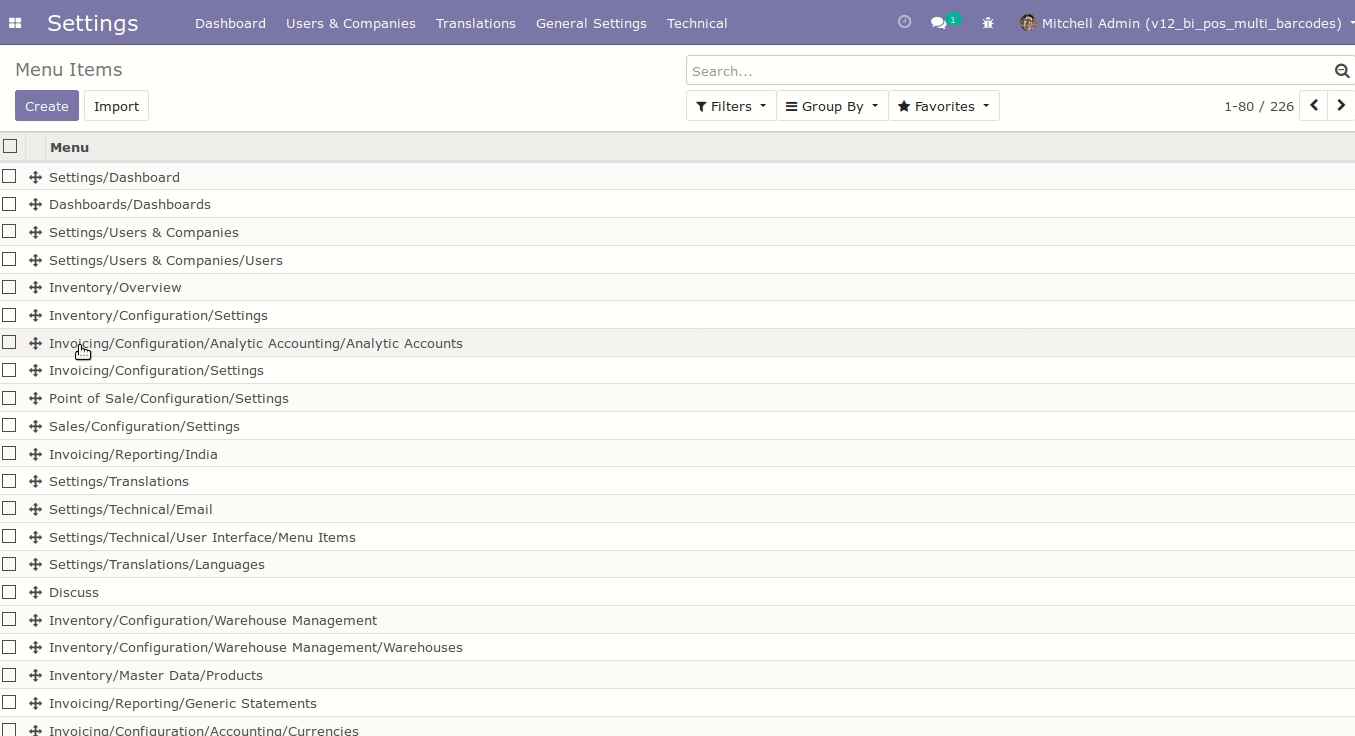 Settings Dashboard Users & Companies Translations General Settings Technical 1 Mitchell Admin (v12_bi_pos_multi_barcodes)
Menu Items Search...
Create Import Filters Group By Favorites 1-80 / 226
Menu
Settings/Dashboard
Dashboards/Dashboards
Settings/Users & Companies
Settings/Users & Companies/Users
Inventory/Overview
Inventory/Configuration/Settings
Invoicing/Configuration/Analytic Accounting/Analytic Accounts
Invoicing/Configuration/Settings
Point of Sale/Configuration/Settings
Sales/Configuration/Settings
Invoicing/Reporting/India
Settings/Translations
Settings/Technical/Email
Settings/Technical/User Interface/Menu Items
Settings/Translations/Languages
Discuss
Inventory/Configuration/Warehouse Management
Inventory/Configuration/Warehouse Management/Warehouses
Inventory/Master Data/Products
Invoicing/Reporting/Generic Statements
Invoicing/Configuration/Accounting/Currencies